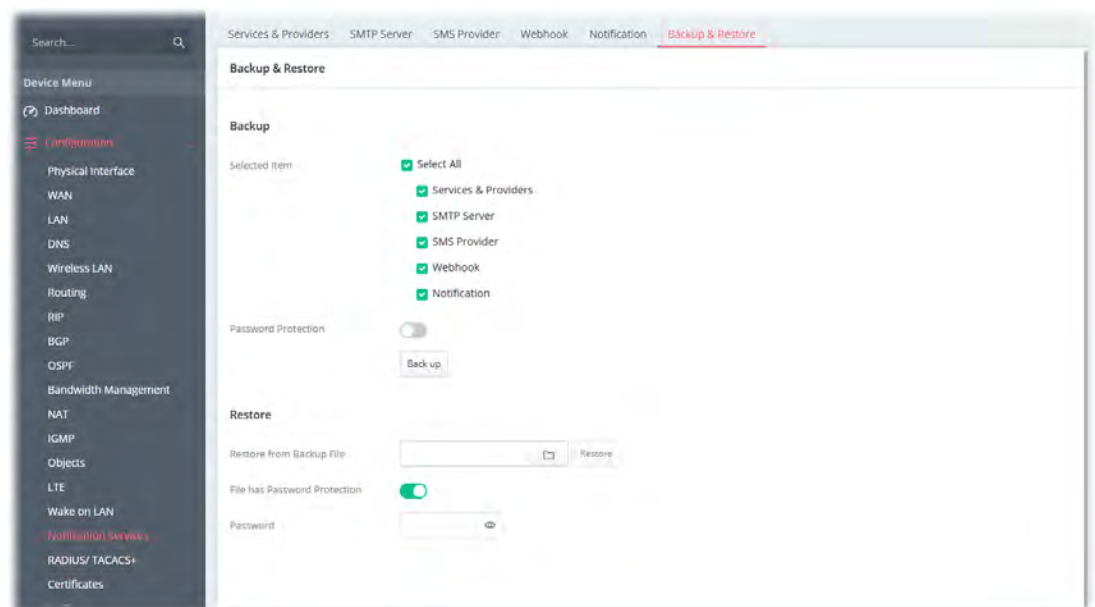 Search...
Device Menu
Dashboard
Configuration
Physical Interface
WAN
LAN
DNS
Wireless LAN
Routing
RIP
BGP
OSPF
Bandwidth Management
NAT
IGMP
Objects
LTE
Wake on LAN
Notification Services
RADIUS/ TACACS+
Certificates
Services & Providers SMTP Server SMS Provider Webhook Notification Backup & Restore
Backup & Restore
Backup
Selected Item Select All
Services & Providers
SMTP Server
SMS Provider
Webhook
Notification
Password Protection
Back up
Restore
Restore from Backup File Restore
File has Password Protection
Password